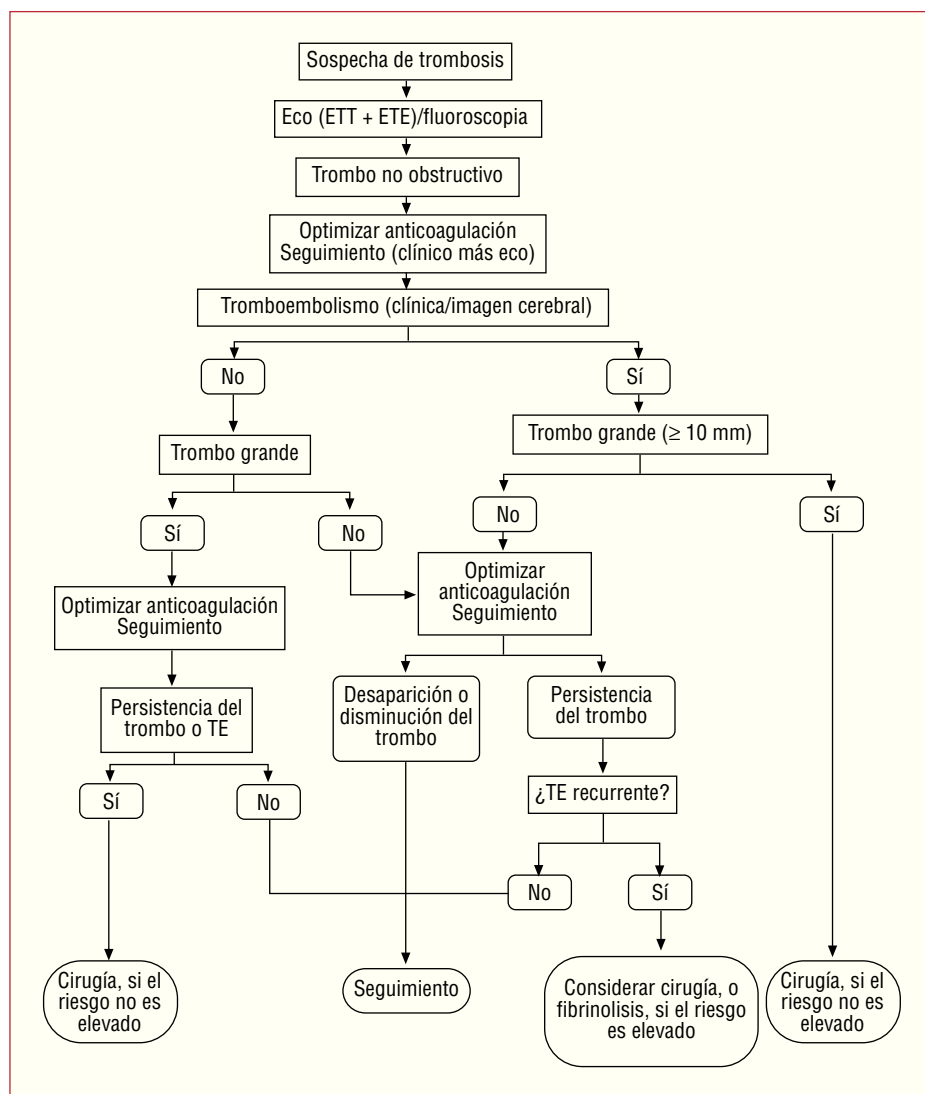 Sospecha de trombosis
Eco (ETT + ETE)/fluoroscopia
Trombo no obstructivo
Optimizar anticoagulación
Seguimiento (clínico más eco)
Tromboembolismo (clínica/imagen cerebral)
No
Sí
Trombo grande
Trombo grande (≥ 10 mm)
Sí
No
No
Sí
Optimizar anticoagulación
Seguimiento
Optimizar
anticoagulación
Seguimiento
Persistencia del
trombo o TE
Desaparición o
disminución del
trombo
Persistencia
del trombo
Sí
No
¿TE recurrente?
No
Sí
Cirugía, si el
riesgo no es
elevado
Seguimiento
Considerar cirugía, o
fibrinolisis, si el riesgo
es elevado
Cirugía, si el
riesgo no es
elevado